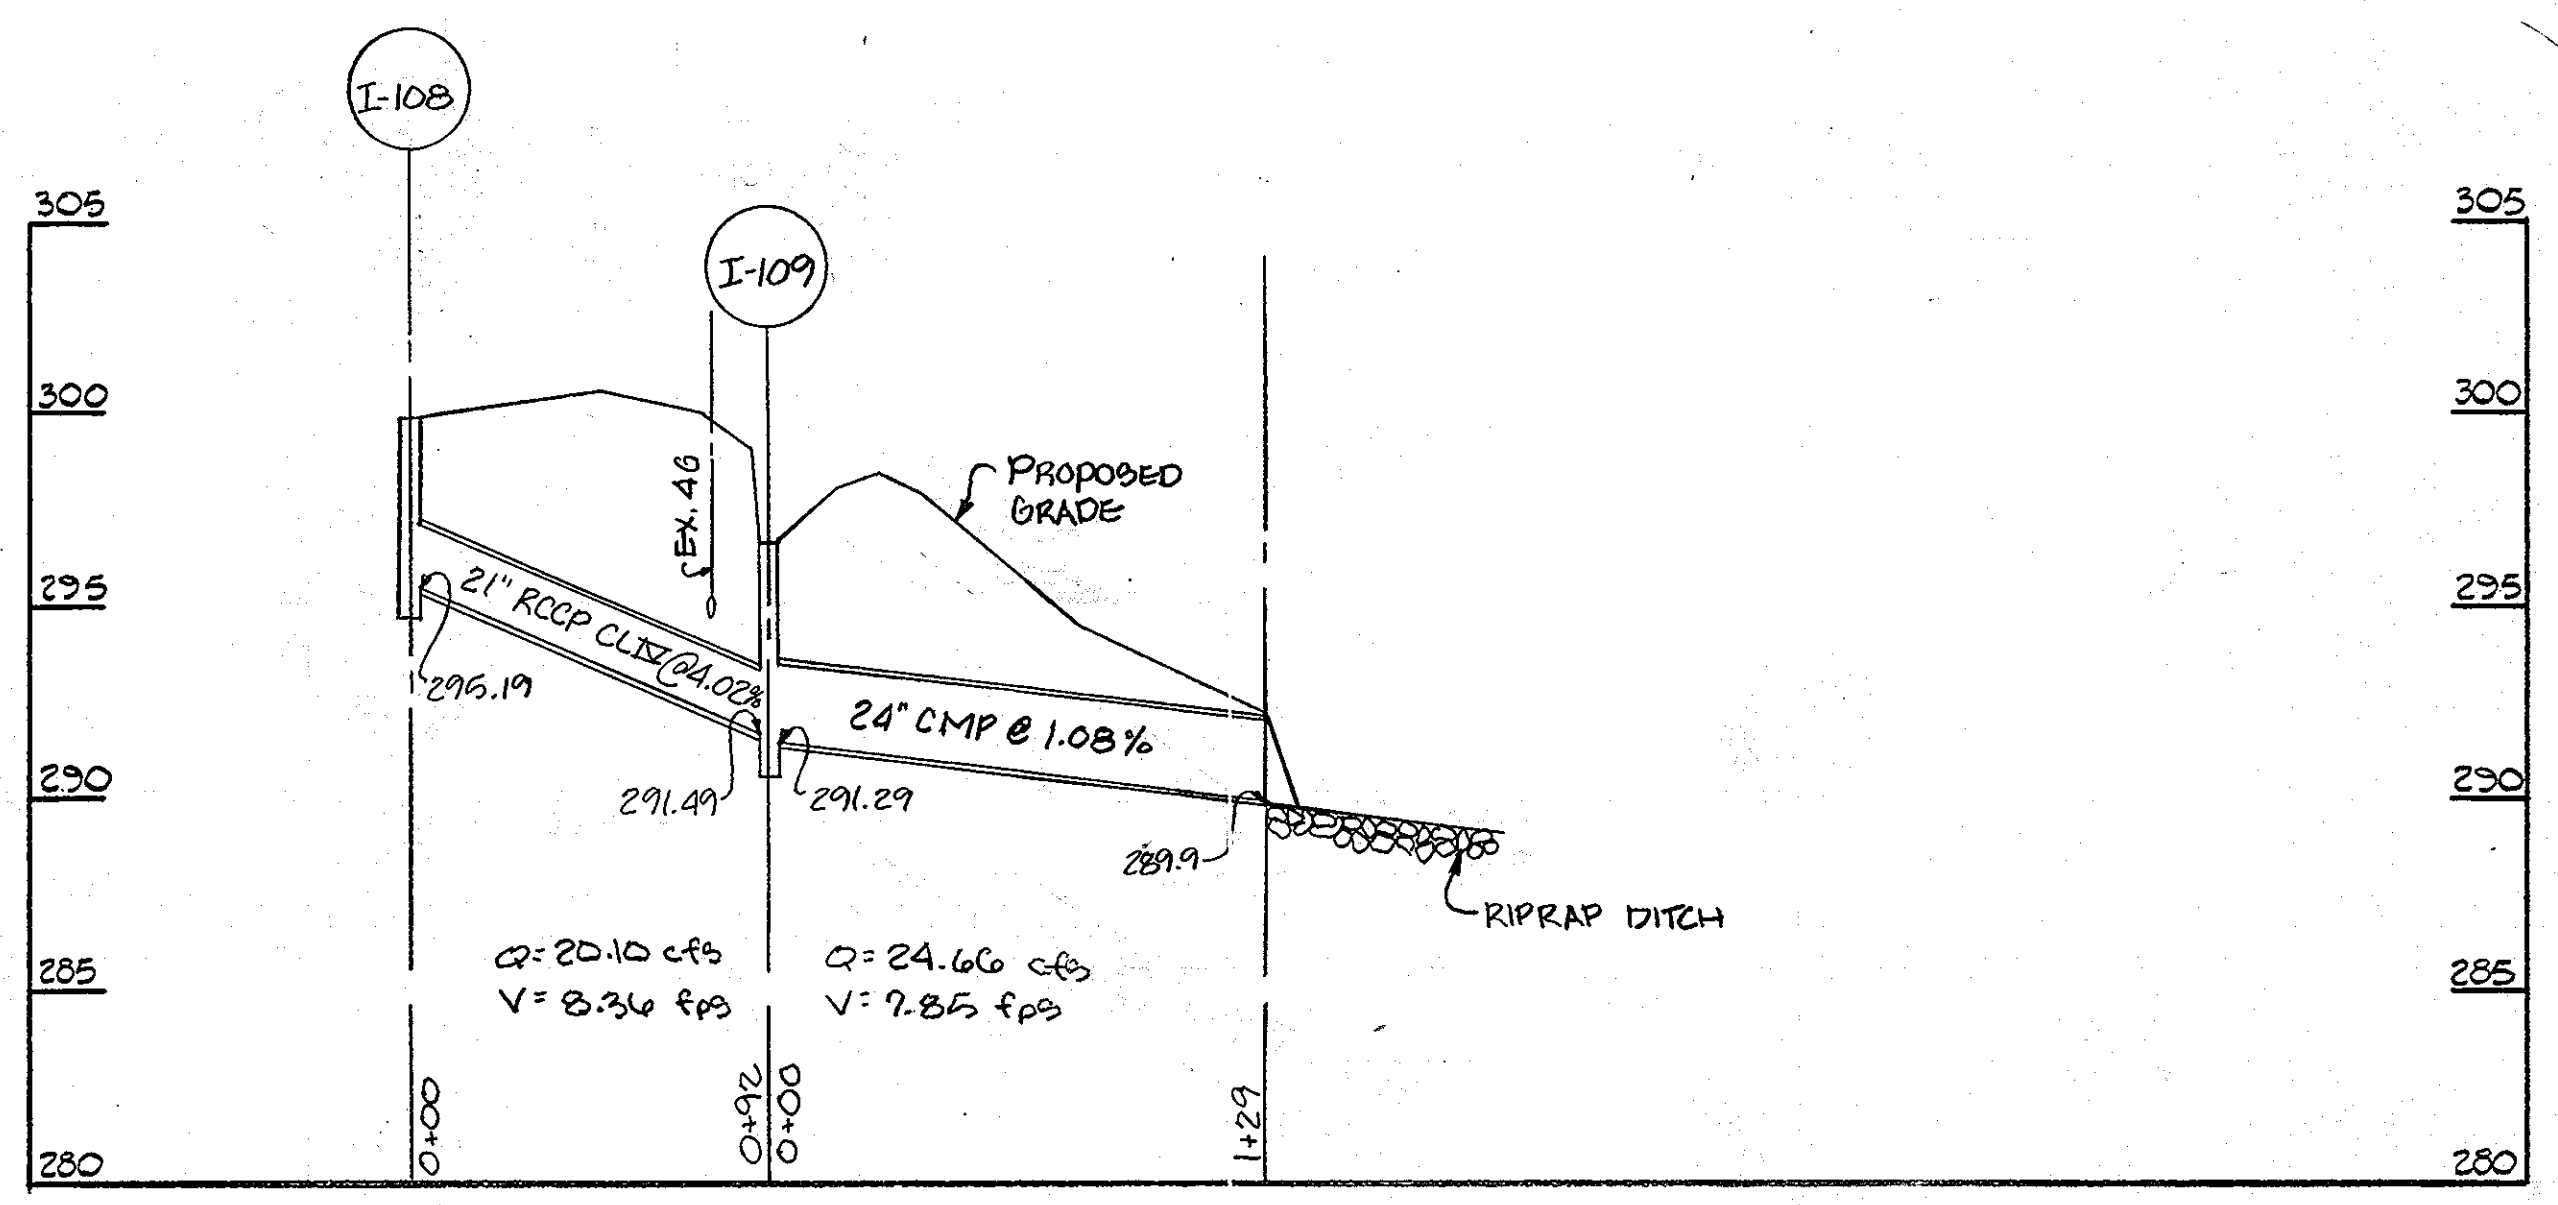 I-108
I-109
305
305
300
300
295
295
290
290
285
285
280
280
EX. 4G
PROPOSED
GRADE
21" RCCP CL IV @ 4.02%
295.19
291.49
24" CMP @ 1.08%
291.29
289.9
RIPRAP DITCH
Q=20.10 cfs
V=8.36 fps
Q=24.66 cfs
V=7.85 fps
0+00
0+92
0+00
1+29